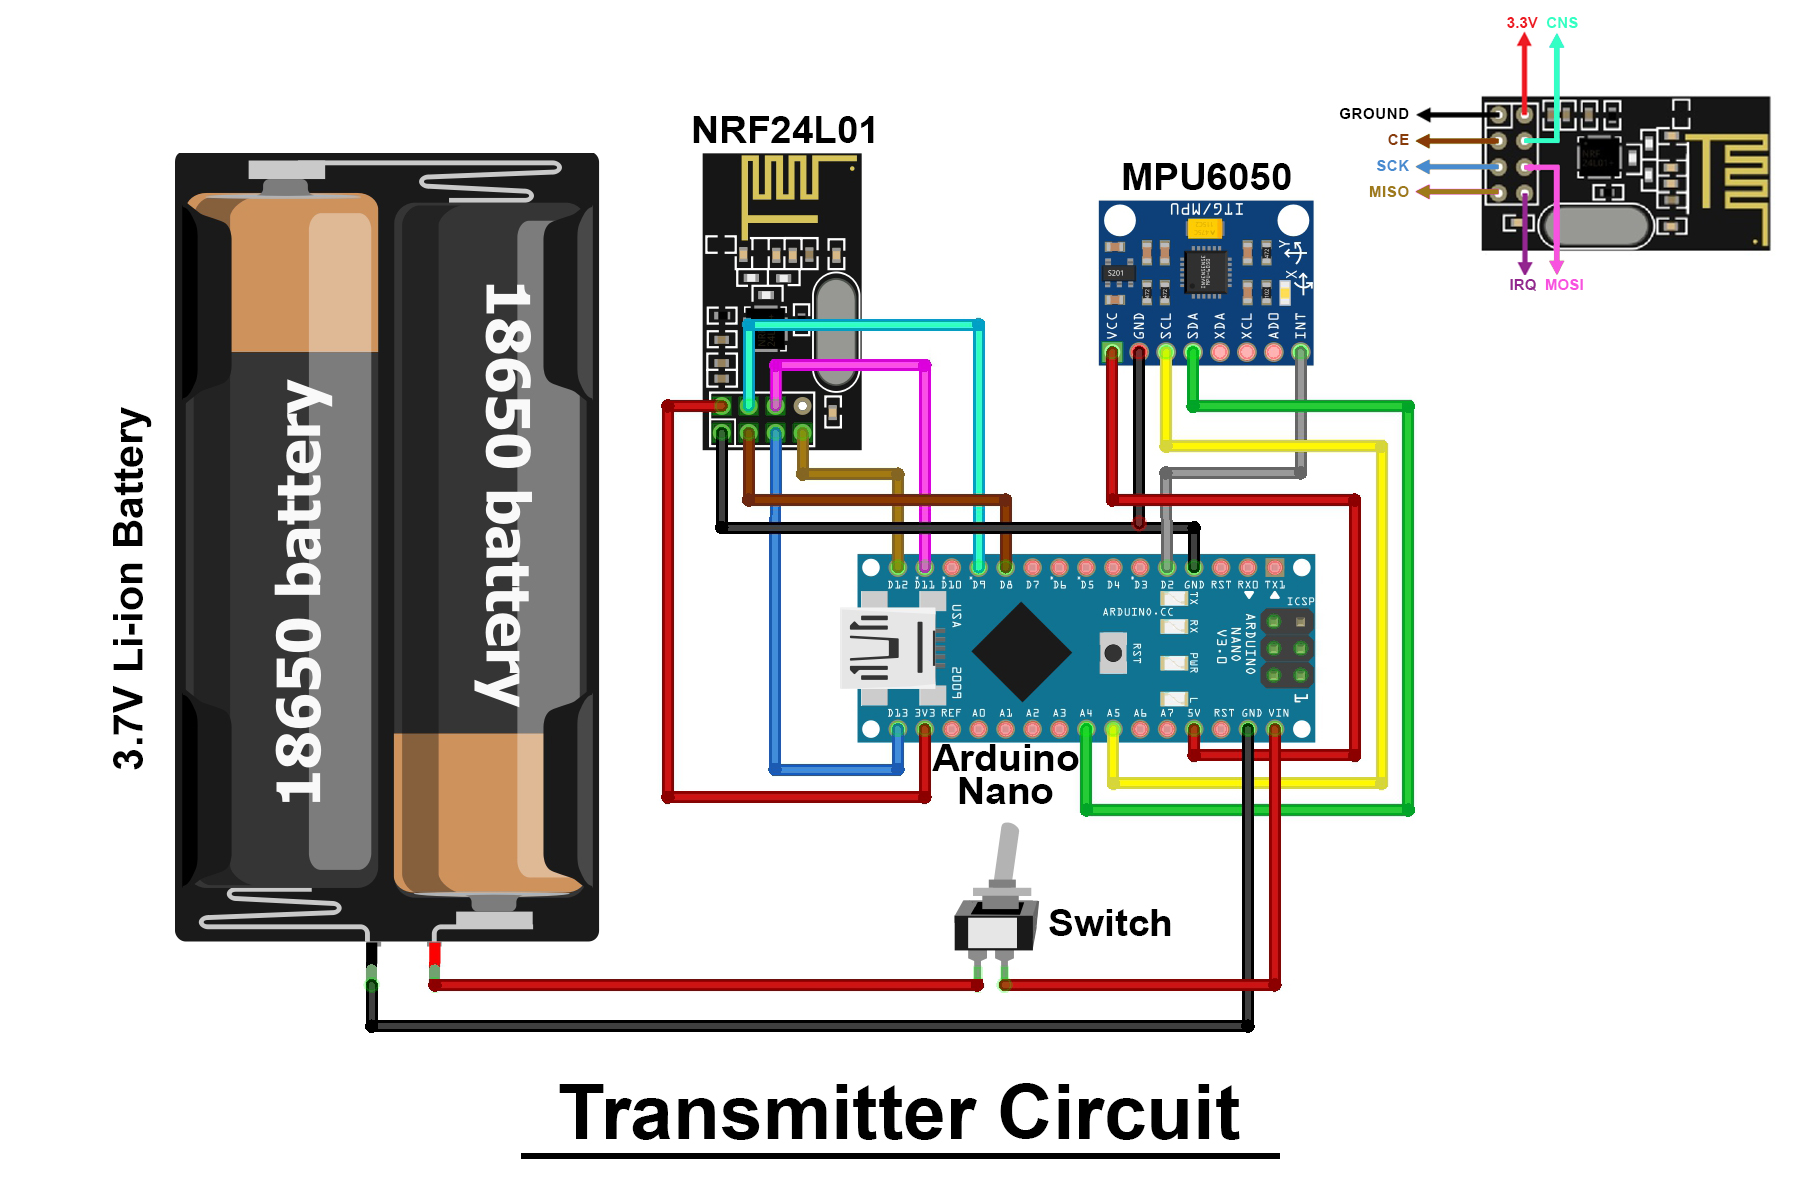 3.3V CNS
GROUND
CE
SCK
MISO
IRQ MOSI
NRF24L01
MPU6050
ITG/MPU
S201
VCC GND SCL SDA XDA XCL ADO INT
Y
X
3.7V Li-ion Battery
18650 battery
18650 battery
D12 D11 D10 D9 D8 D7 D6 D5 D4 D3 D2 GND RST RX0 TX1
ICSP
ARDUINO.CC
USA
2009
TX
RX
PWR
L
RST
ARDUINO
NANO
V3.0
1
D13 3V3 REF A0 A1 A2 A3 A4 A5 A6 A7 5V RST GND VIN
Arduino
Nano
Switch
Transmitter Circuit